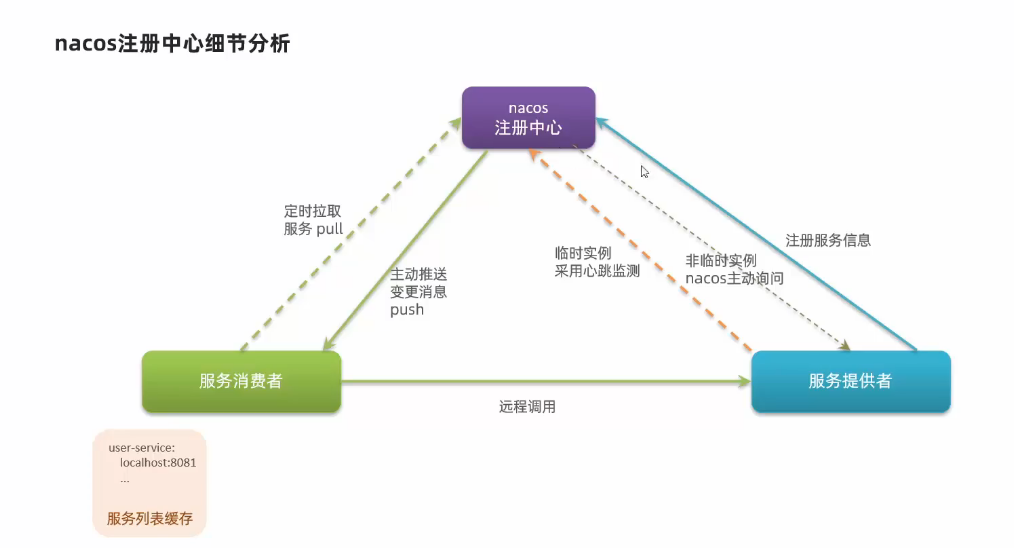 nacos注册中心细节分析
nacos
注册中心
定时拉取
服务 pull
主动推送
变更消息
push
临时实例
采用心跳监测
非临时实例
nacos主动询问
注册服务信息
服务消费者
服务提供者
远程调用
user-service:
localhost:8081
...
服务列表缓存